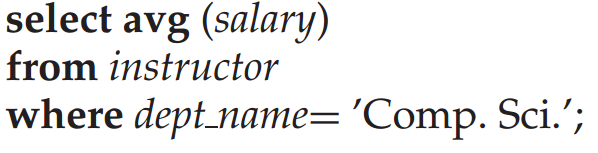 select avg (salary)
from instructor
where dept_name= ’Comp. Sci.’;